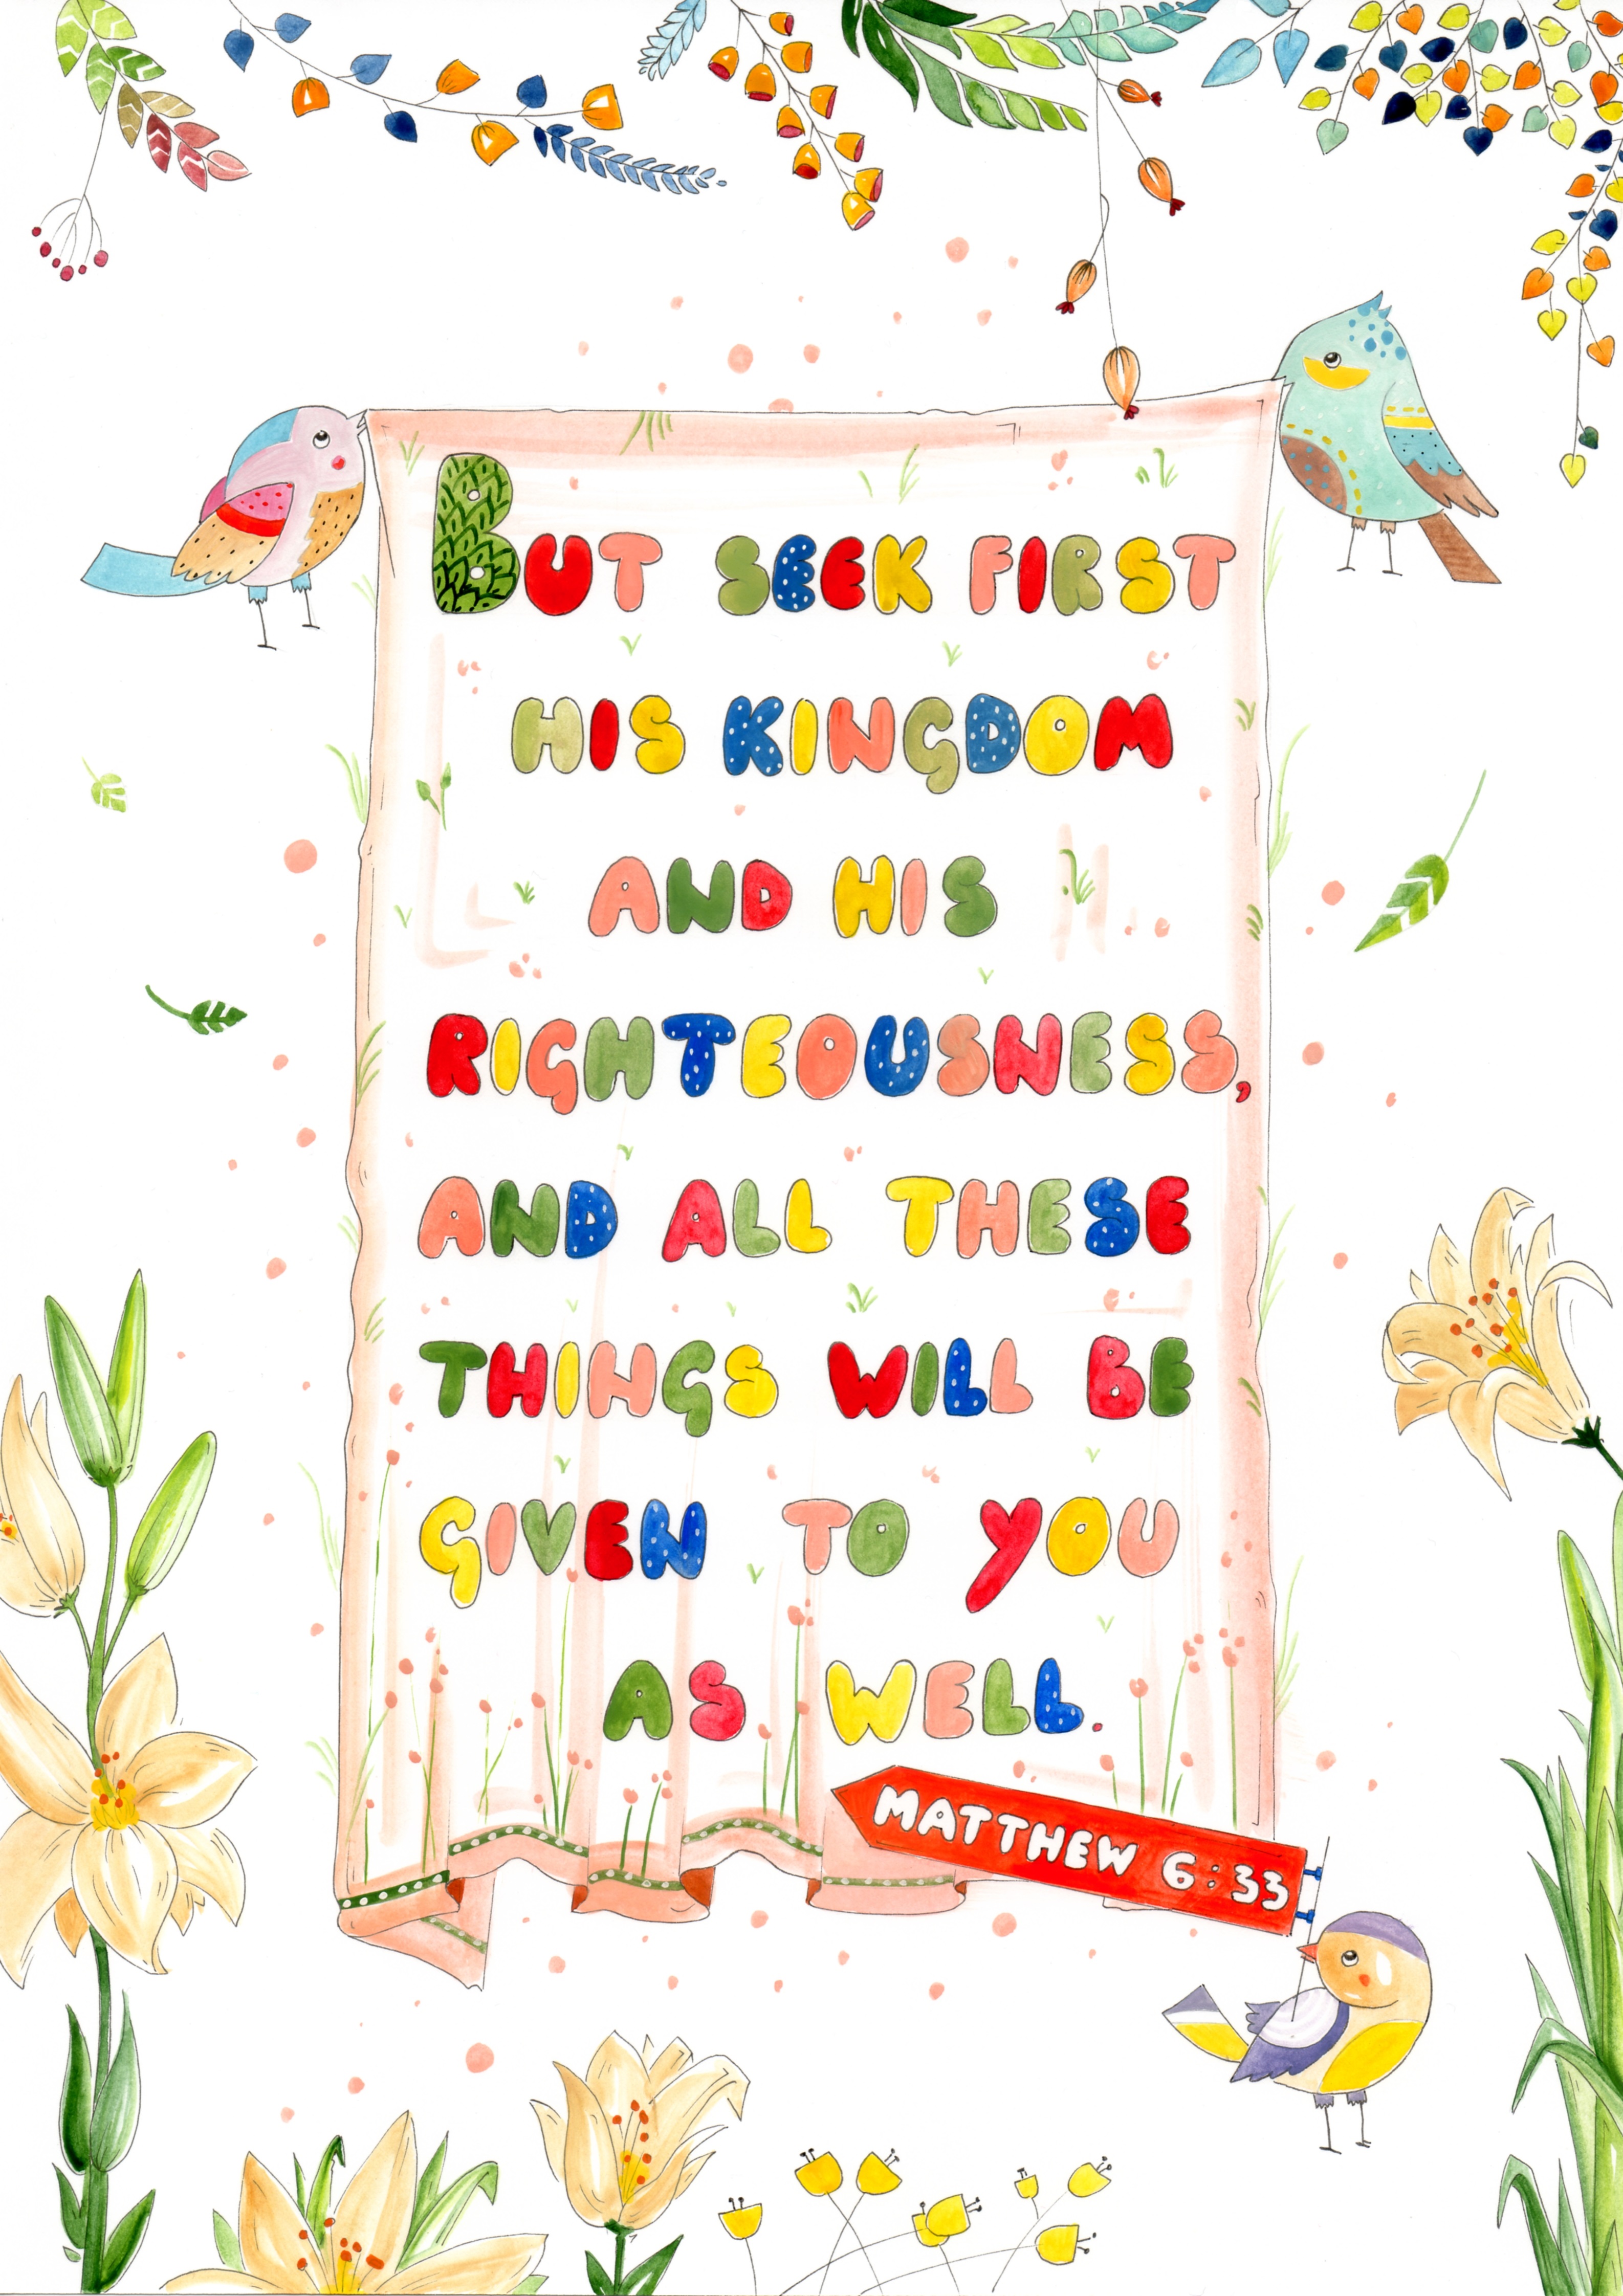 BUT SEEK FIRST
HIS KINGDOM
AND HIS
RIGHTEOUSNESS,
AND ALL THESE
THINGS WILL BE
GIVEN TO YOU
AS WELL.
MATTHEW 6:33